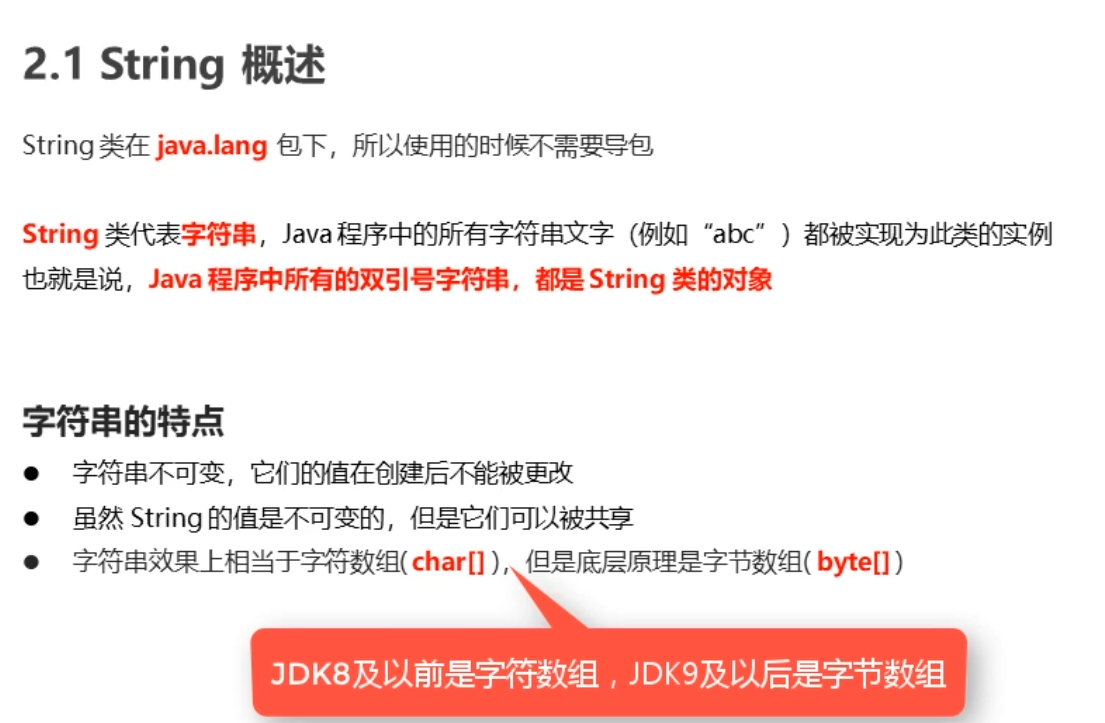 2.1 String 概述
String 类在 java.lang 包下，所以使用的时候不需要导包
String 类代表字符串，Java 程序中的所有字符串文字（例如“abc”）都被实现为此类的实例
也就是说，Java 程序中所有的双引号字符串，都是 String 类的对象
字符串的特点
● 字符串不可变，它们的值在创建后不能被更改
● 虽然 String 的值是不可变的，但是它们可以被共享
● 字符串效果上相当于字符数组( char[] )，但是底层原理是字节数组( byte[] )
JDK8及以前是字符数组，JDK9及以后是字节数组